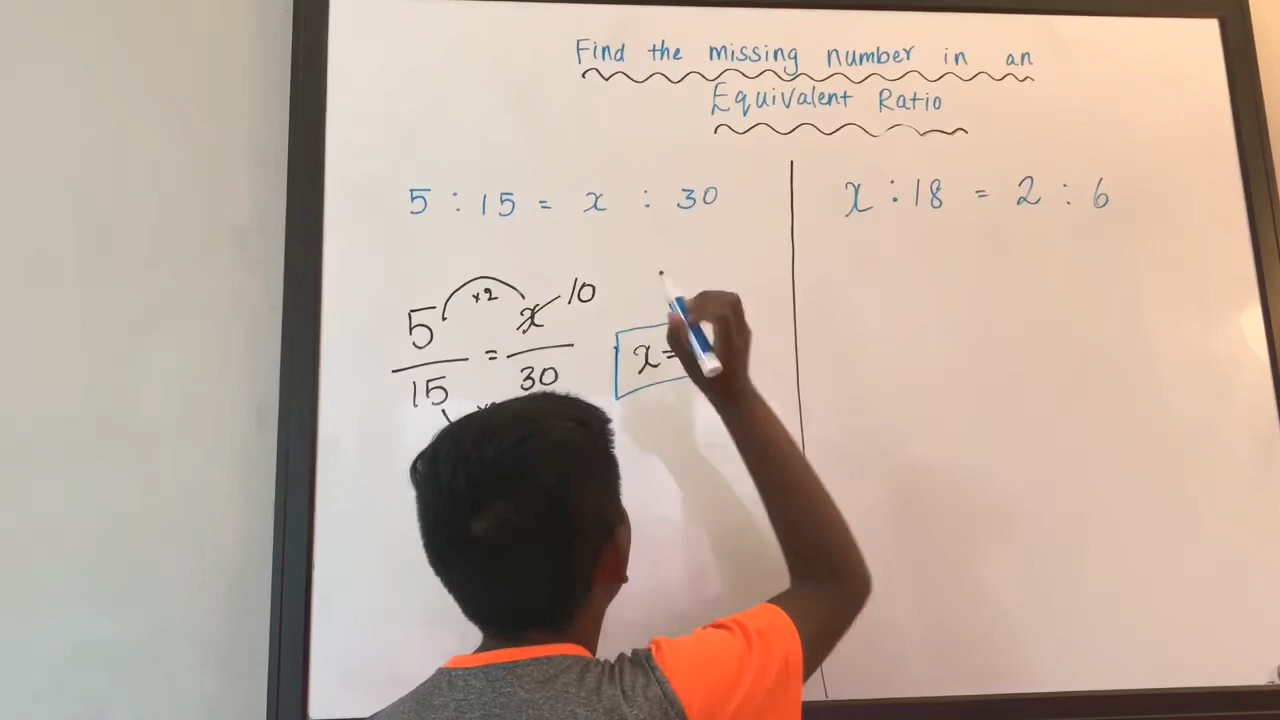 Find the missing number in an
Equivalent Ratio
5 : 15 = x : 30
x : 18 = 2 : 6
×2
10
5/15 = x/30
x=